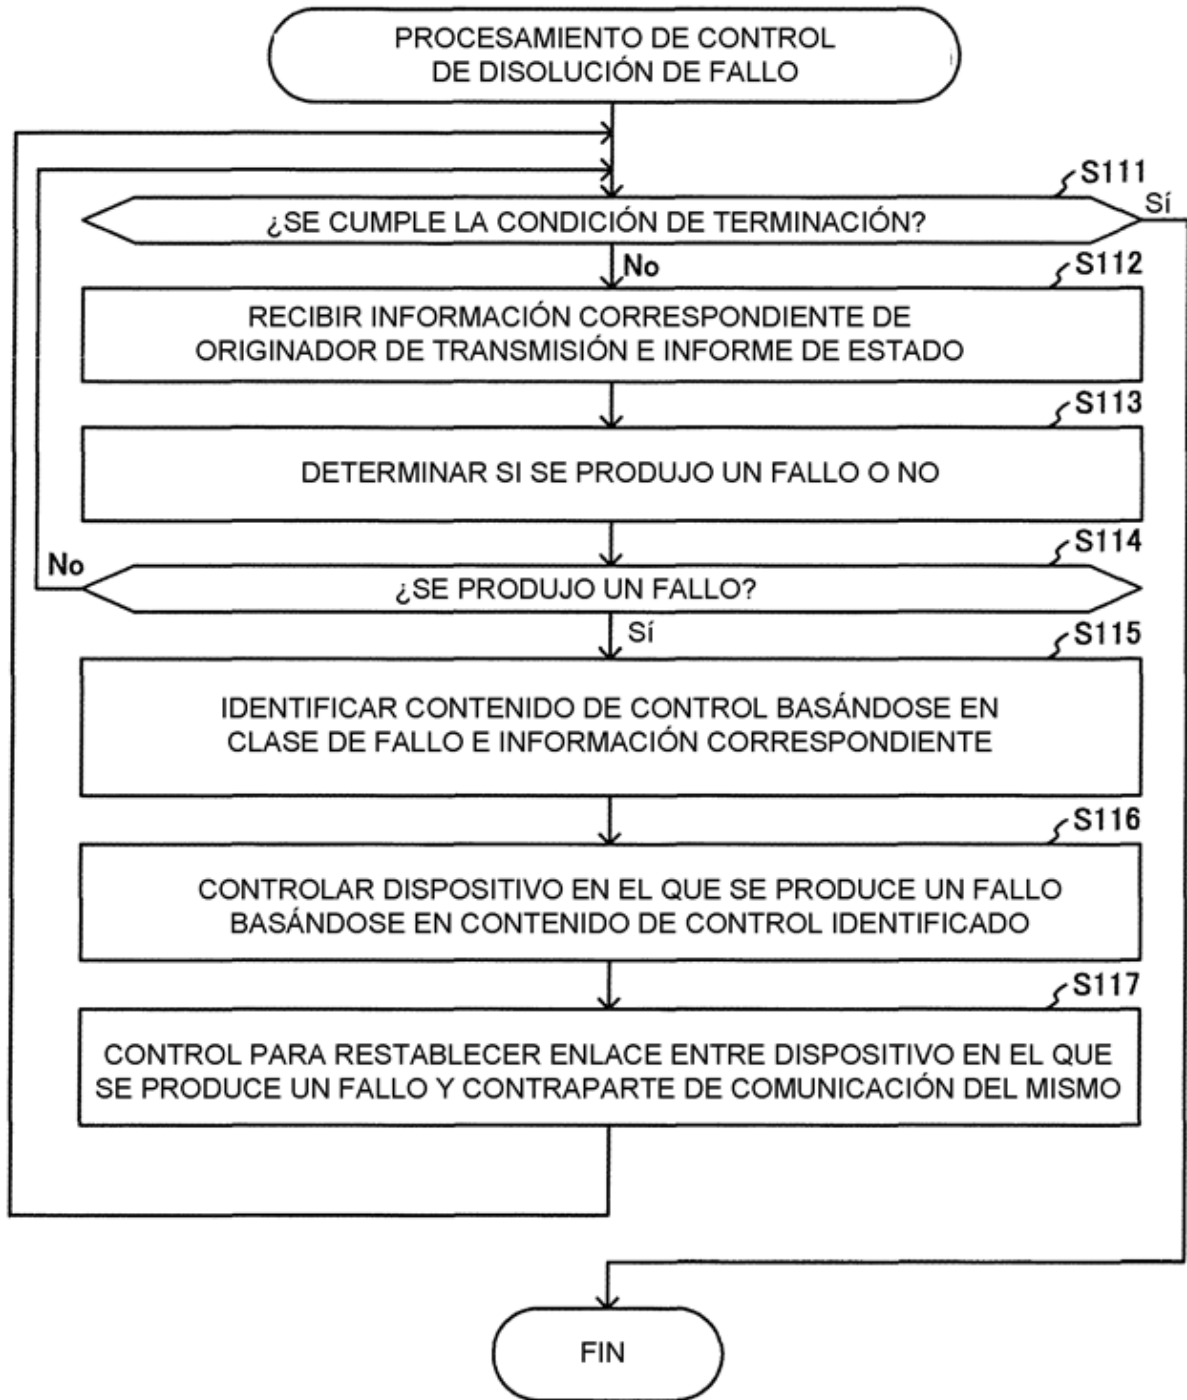 PROCESAMIENTO DE CONTROL
DE DISOLUCIÓN DE FALLO
S111
¿SE CUMPLE LA CONDICIÓN DE TERMINACIÓN?
Sí
No
S112
RECIBIR INFORMACIÓN CORRESPONDIENTE DE
ORIGINADOR DE TRANSMISIÓN E INFORME DE ESTADO
S113
DETERMINAR SI SE PRODUJO UN FALLO O NO
S114
No
¿SE PRODUJO UN FALLO?
Sí
S115
IDENTIFICAR CONTENIDO DE CONTROL BASÁNDOSE EN
CLASE DE FALLO E INFORMACIÓN CORRESPONDIENTE
S116
CONTROLAR DISPOSITIVO EN EL QUE SE PRODUCE UN FALLO
BASÁNDOSE EN CONTENIDO DE CONTROL IDENTIFICADO
S117
CONTROL PARA RESTABLECER ENLACE ENTRE DISPOSITIVO EN EL QUE
SE PRODUCE UN FALLO Y CONTRAPARTE DE COMUNICACIÓN DEL MISMO
FIN